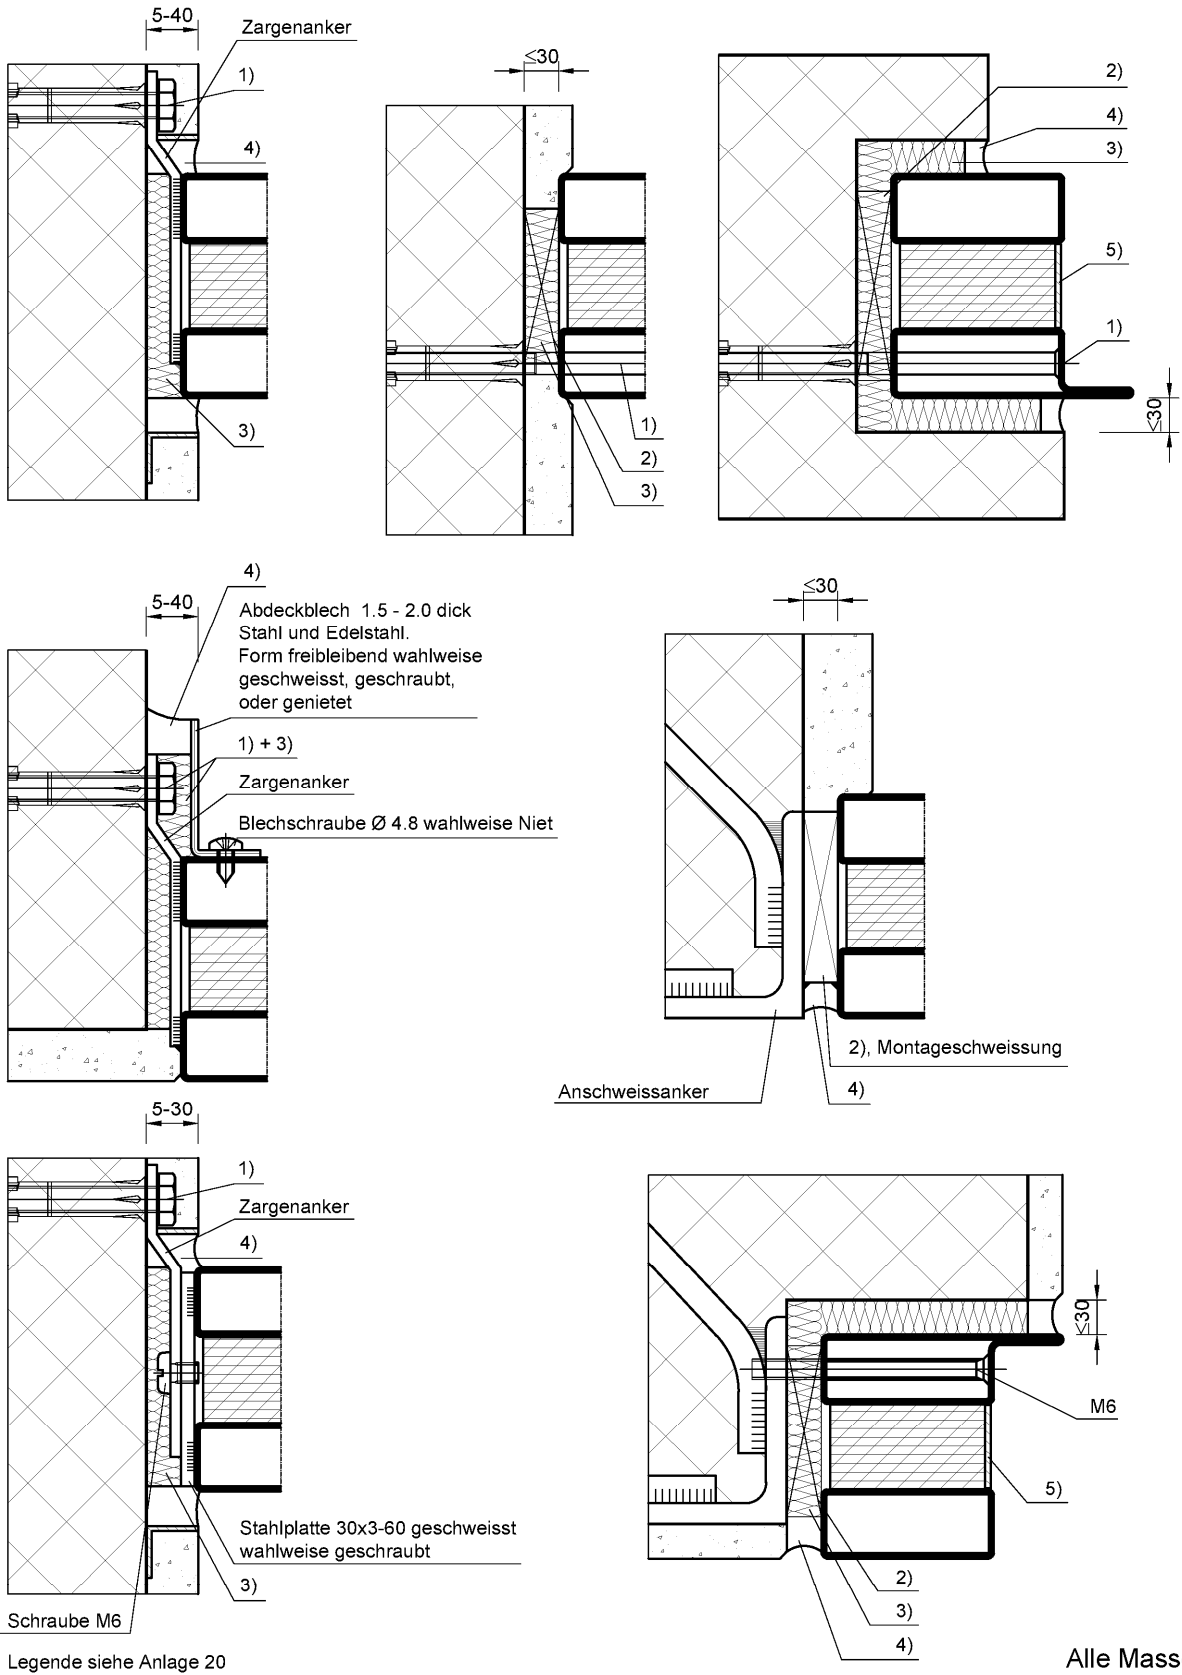 5-40
Zargenanker
1)
4)
3)
≤30
1)
2)
3)
2)
4)
3)
5)
1)
≤30
4)
5-40
Abdeckblech 1.5 - 2.0 dick
Stahl und Edelstahl.
Form freibleibend wahlweise
geschweisst, geschraubt,
oder genietet
1) + 3)
Zargenanker
Blechschraube Ø 4.8 wahlweise Niet
≤30
2), Montageschweissung
Anschweissanker
4)
5-30
1)
Zargenanker
4)
Stahlplatte 30x3-60 geschweisst
wahlweise geschraubt
3)
Schraube M6
≤30
M6
5)
2)
3)
4)
Legende siehe Anlage 20
Alle Mass